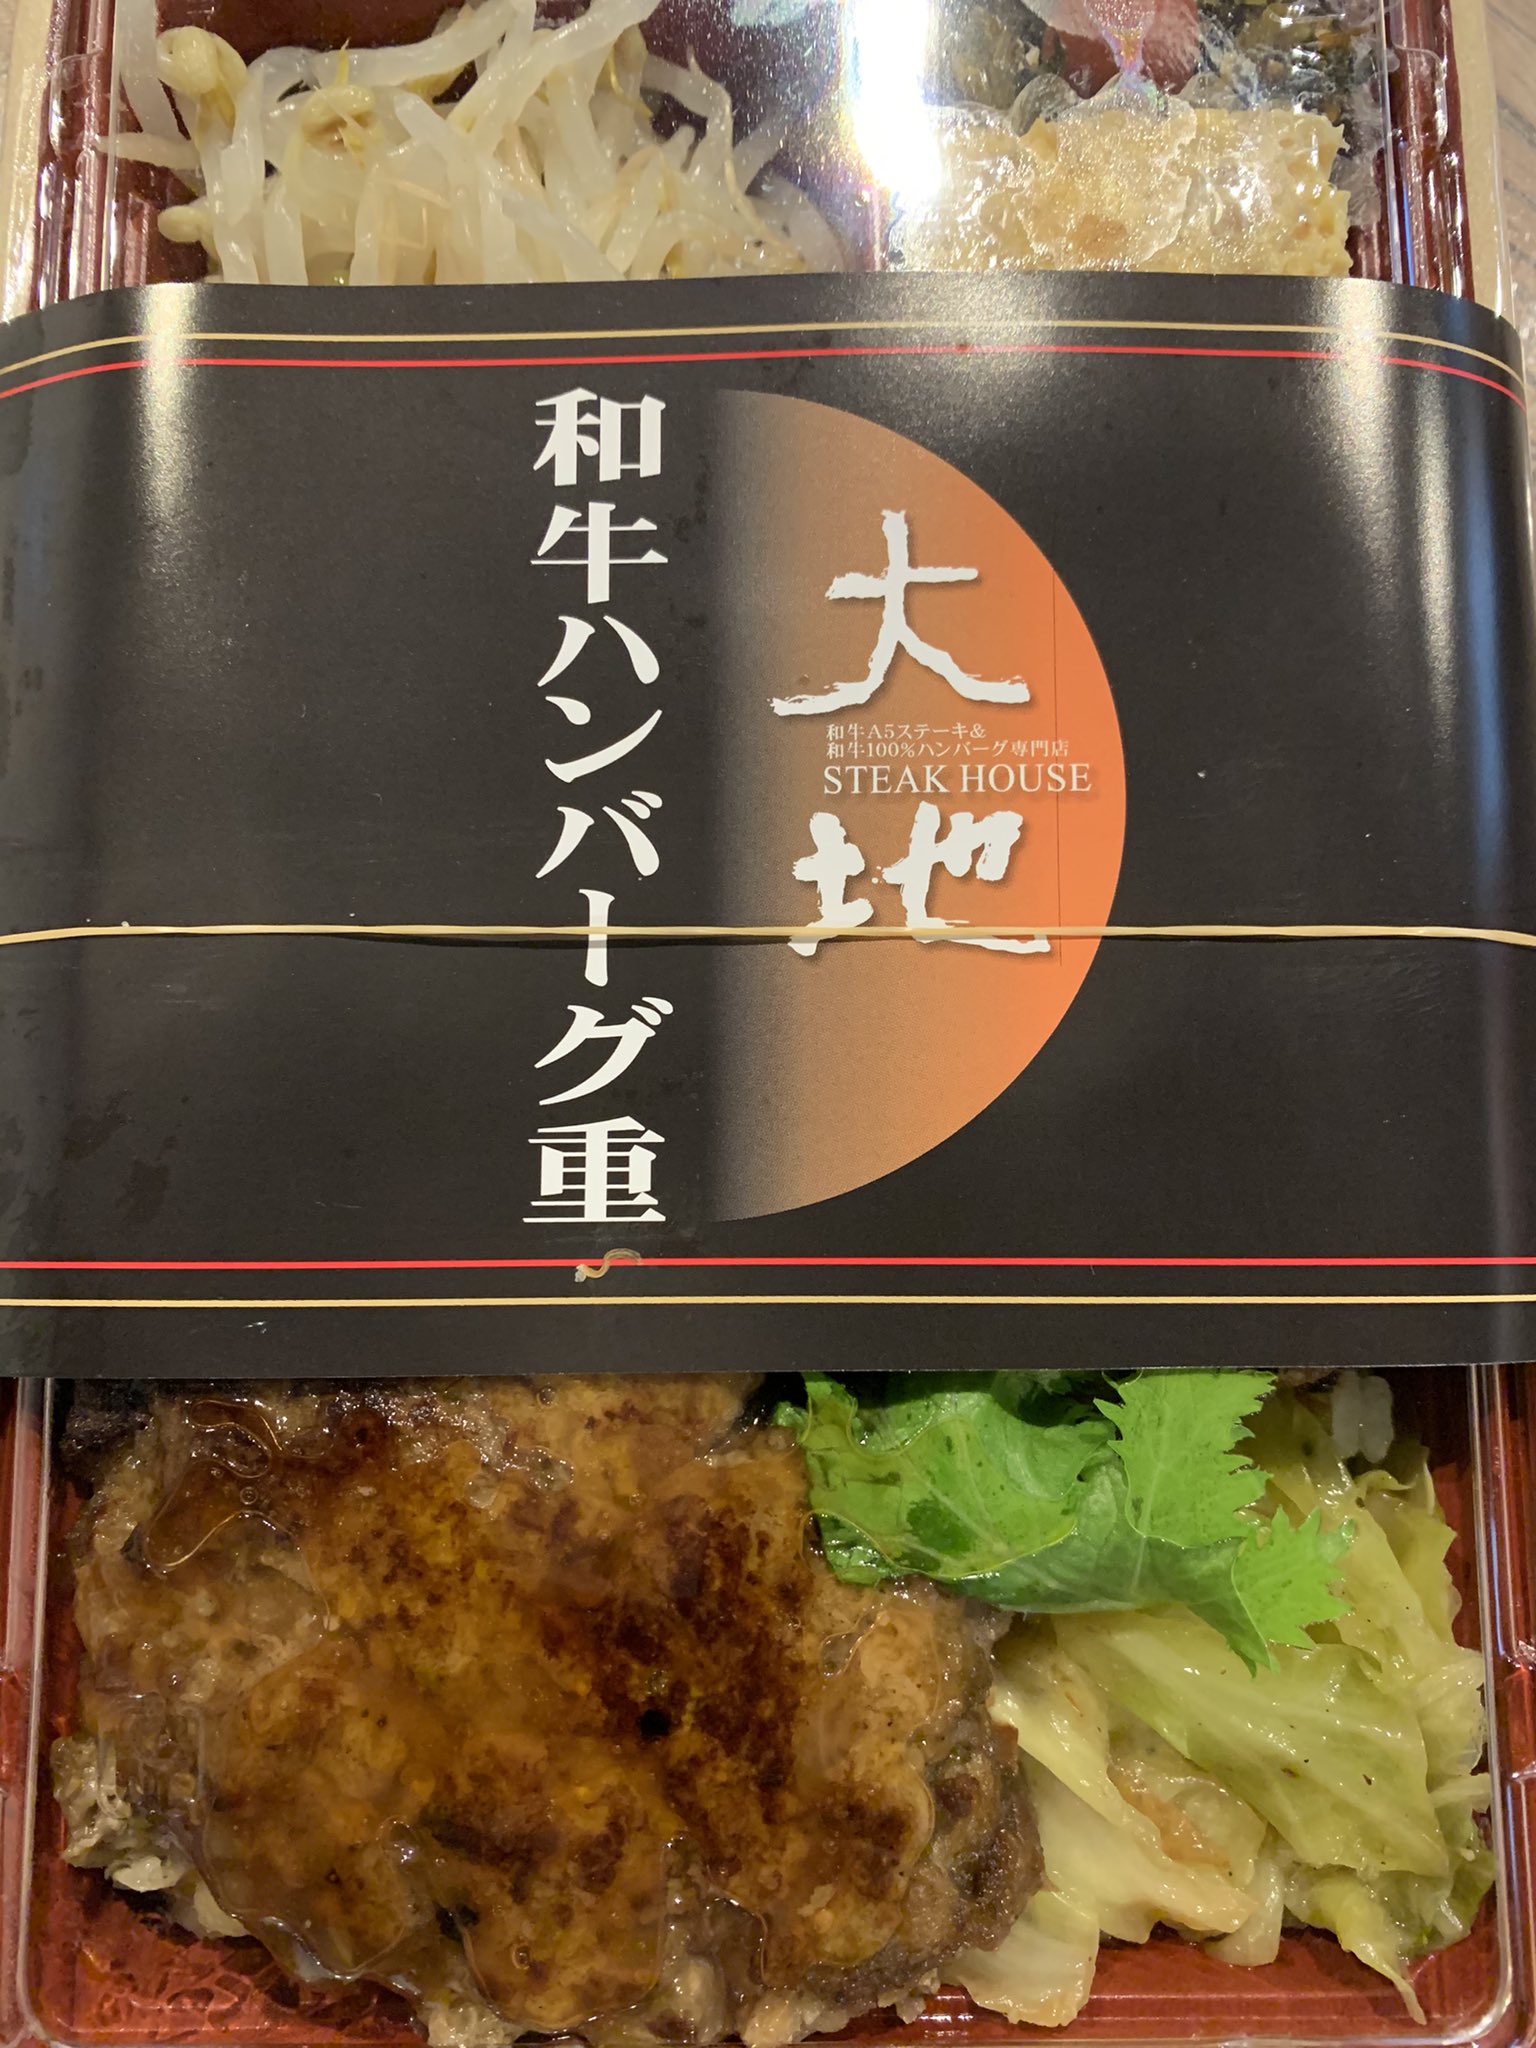 大地
和牛A5ステーキ&
和牛100%ハンバーグ専門店
STEAK HOUSE
和牛ハンバーグ重